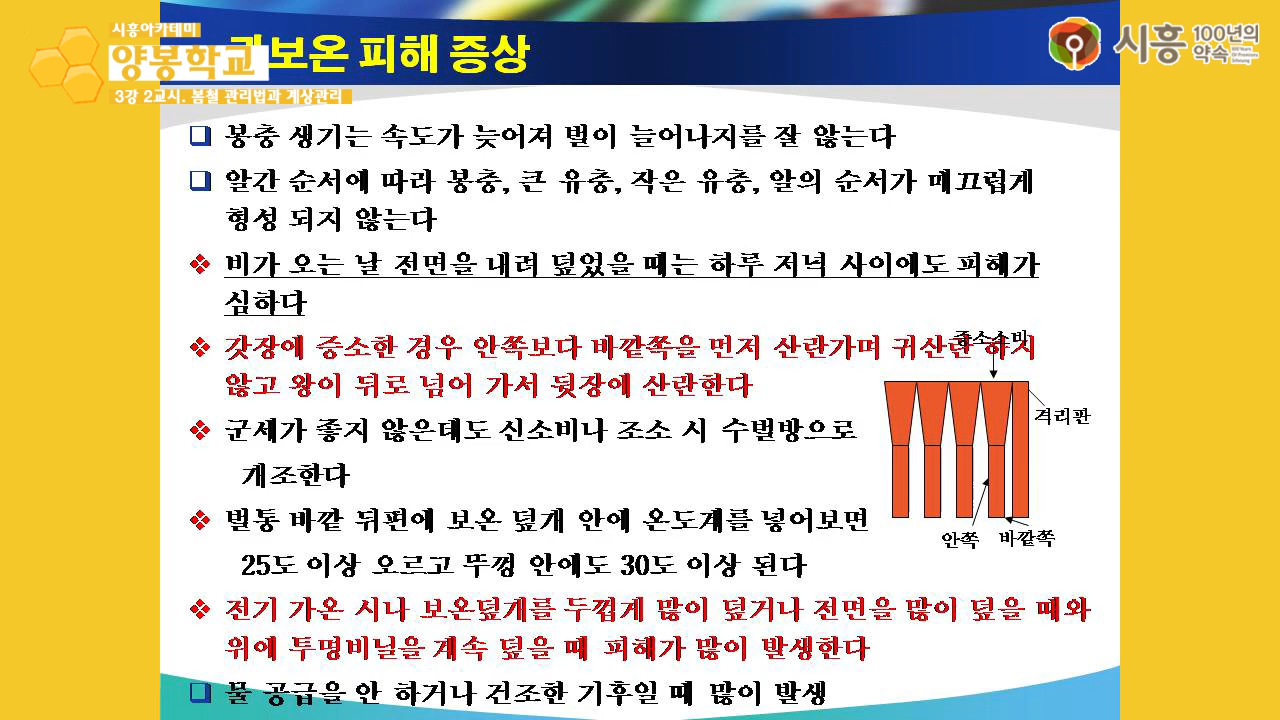 시흥아카데미
양봉학교
3강 2교시. 봄철 관리법과 계상관리
보온 피해 증상
시흥 100년의 약속
봉충 생기는 속도가 늦어져 벌이 늘어나지를 잘 않는다
알간 순서에 따라 봉충, 큰 유충, 작은 유충, 알의 순서가 매끄럽게
형성 되지 않는다
비가 오는 날 전면을 내려 덮었을 때는 하루 저녁 사이에도 피해가
심하다
갓장에 증소한 경우 안쪽보다 바깥쪽을 먼저 산란가며 귀산란 하지
않고 왕이 뒤로 넘어 가서 뒷장에 산란한다
군세가 좋지 않은데도 신소비나 조소 시 수벌방으로
개조한다
벌통 바깥 뒤편에 보온 덮개 안에 온도계를 넣어보면
25도 이상 오르고 뚜껑 안에도 30도 이상 된다
전기 가온 시나 보온덮개를 두껍게 많이 덮거나 전면을 많이 덮을 때와
위에 투명비닐을 계속 덮을 때 피해가 많이 발생한다
물 공급을 안 하거나 건조한 기후일 때 많이 발생
증소소비
격리판
안쪽
바깥쪽